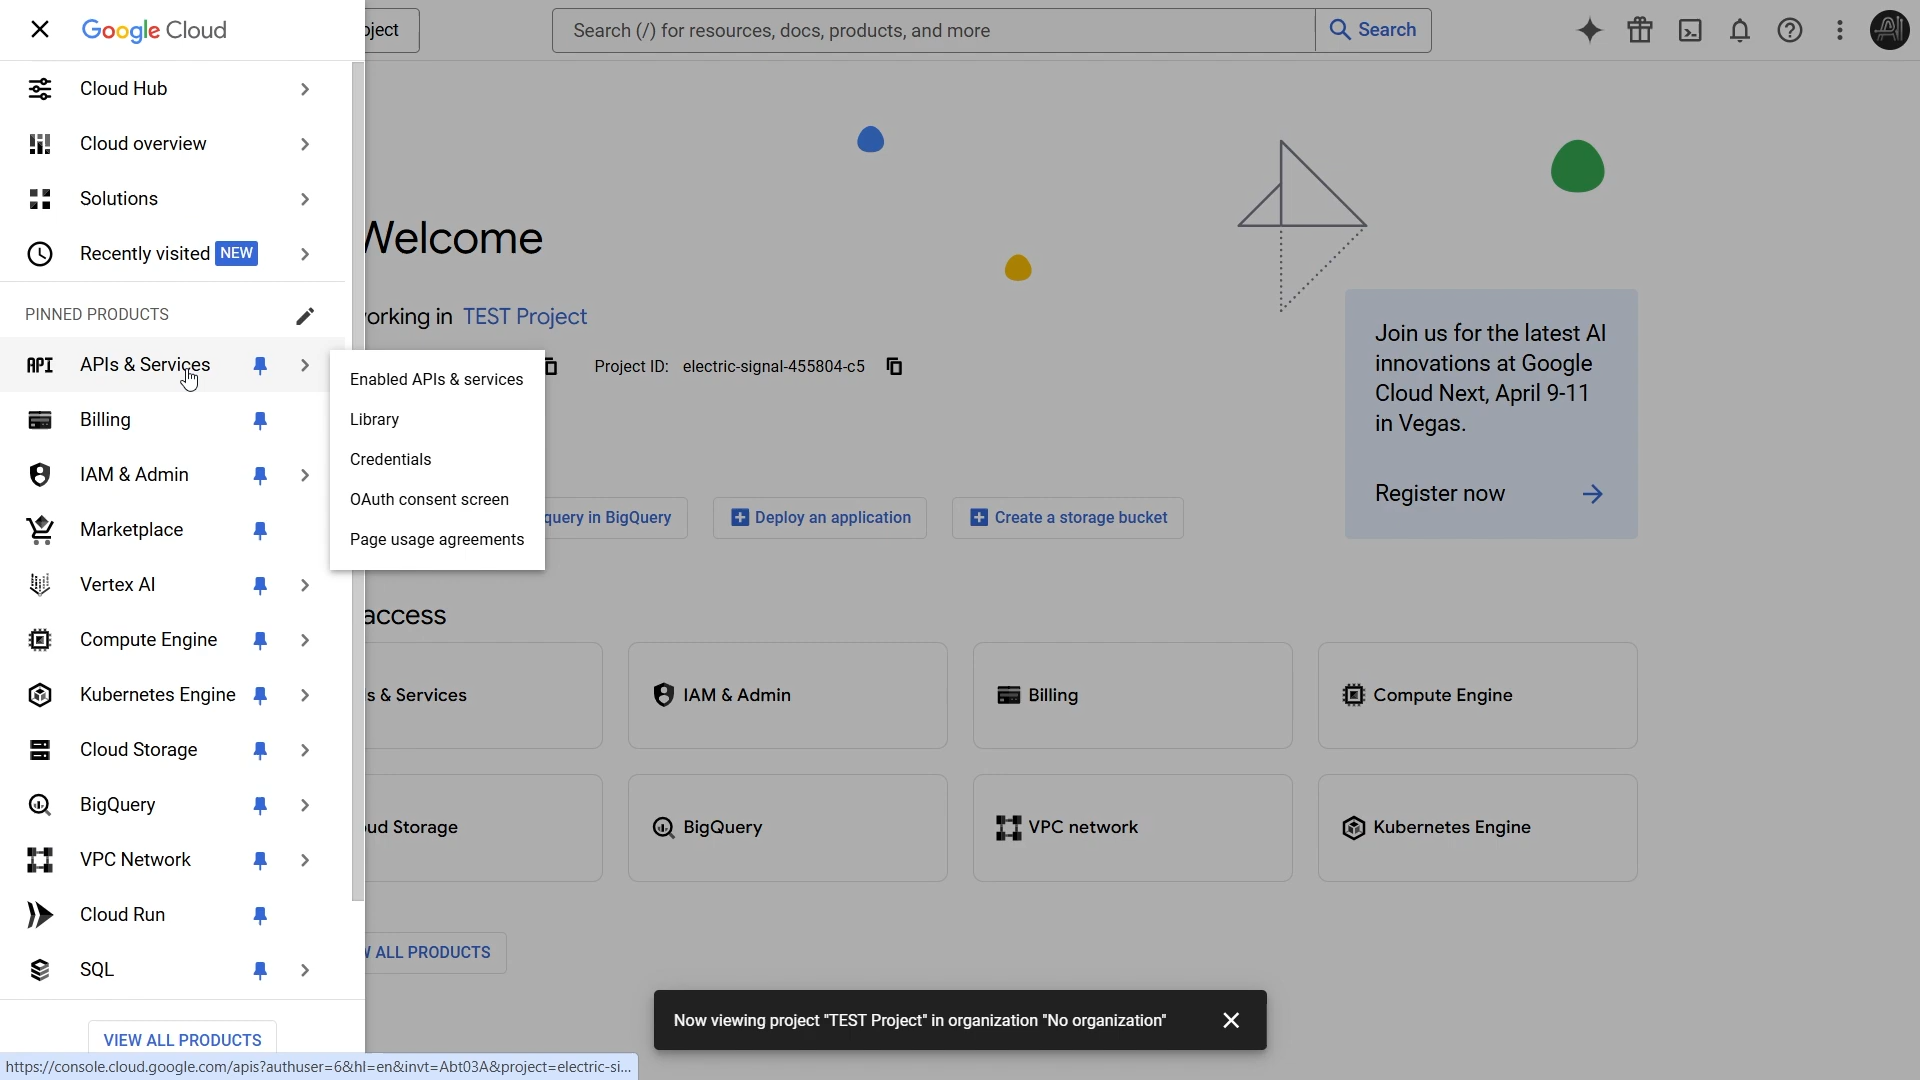 Google Cloud
ject
Search (/) for resources, docs, products, and more
Search
Cloud Hub
Cloud overview
Solutions
Recently visited NEW
PINNED PRODUCTS
API APIs & Services
Billing
IAM & Admin
Marketplace
Vertex AI
Compute Engine
Kubernetes Engine
Cloud Storage
BigQuery
VPC Network
Cloud Run
SQL
VIEW ALL PRODUCTS
https://console.cloud.google.com/apis?authuser=6&hl=en&invt=Abt03A&project=electric-si...
Enabled APIs & services
Library
Credentials
OAuth consent screen
Page usage agreements
Welcome
orking in TEST Project
Project ID: electric-signal-455804-c5
query in BigQuery
Deploy an application
Create a storage bucket
Join us for the latest AI
innovations at Google
Cloud Next, April 9-11
in Vegas.
Register now
access
s & Services
IAM & Admin
Billing
Compute Engine
ud Storage
BigQuery
VPC network
Kubernetes Engine
W ALL PRODUCTS
Now viewing project "TEST Project" in organization "No organization"
AI